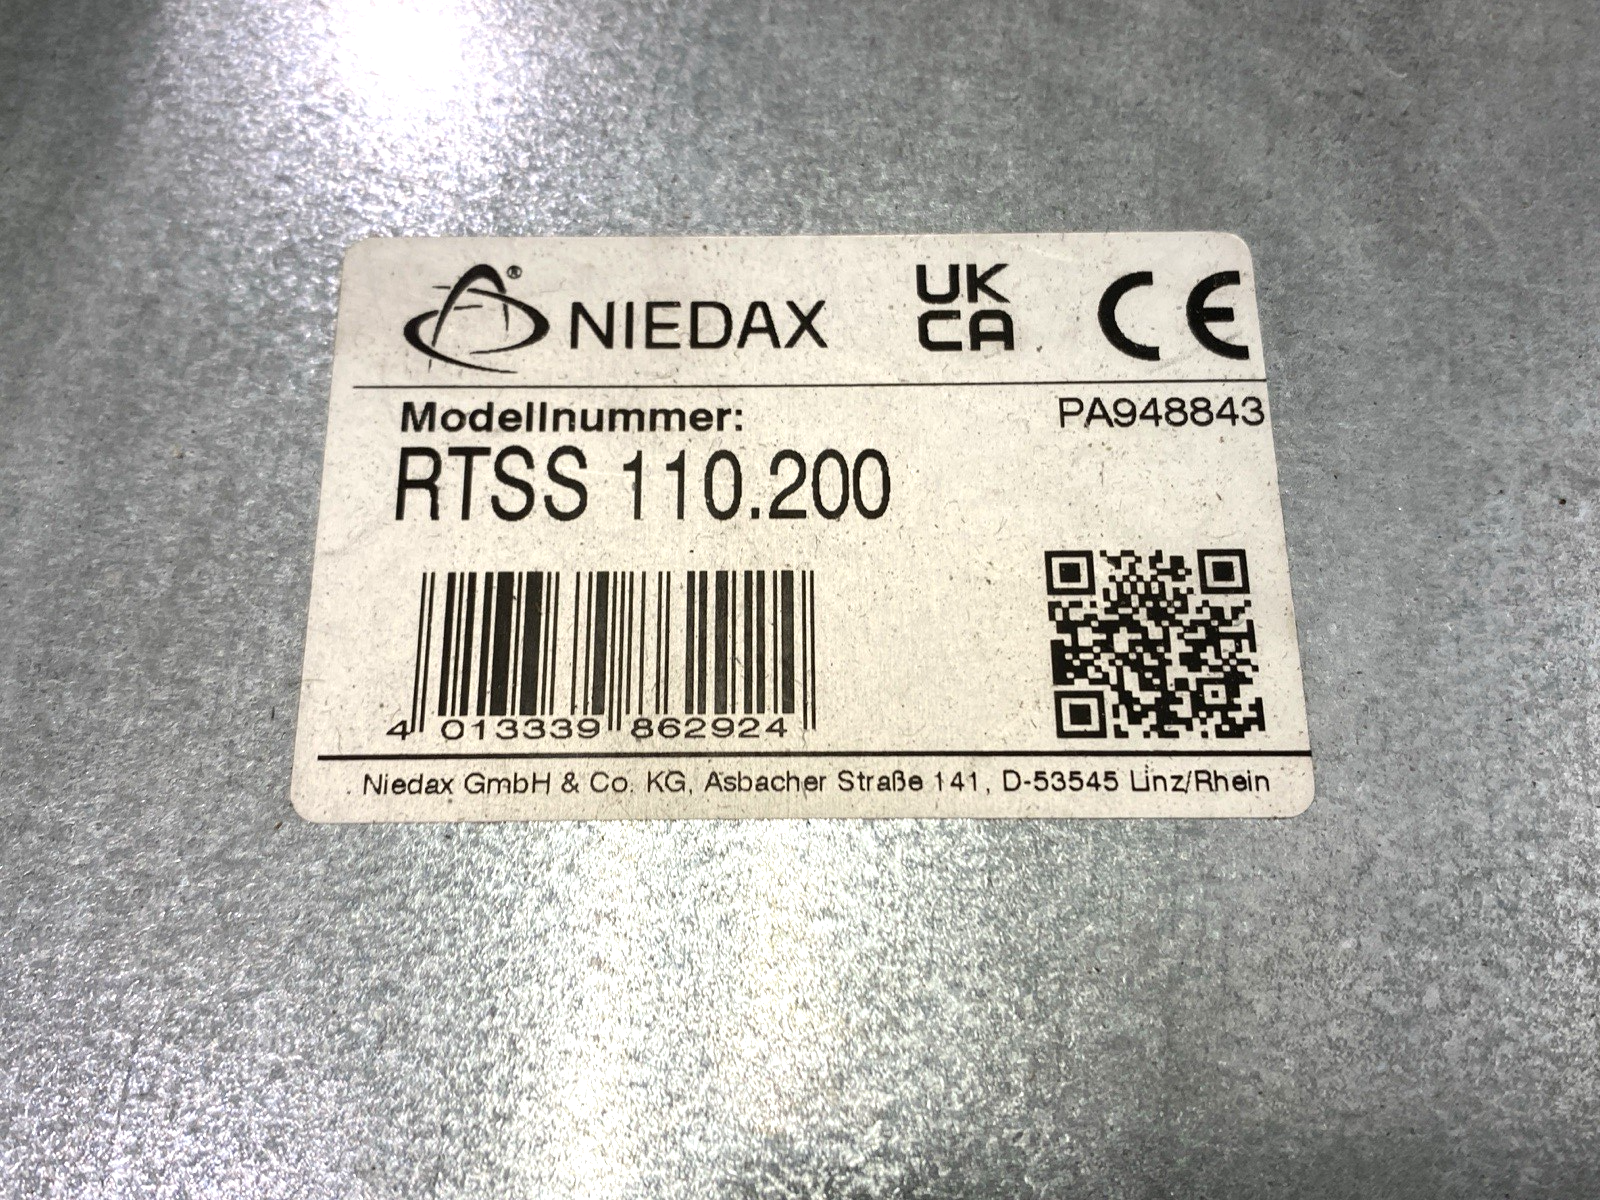 ® NIEDAX UK CA CE
Modellnummer: PA948843
RTSS 110.200
4 013339 862924
Niedax GmbH & Co. KG, Asbacher Straße 141, D-53545 Linz/Rhein